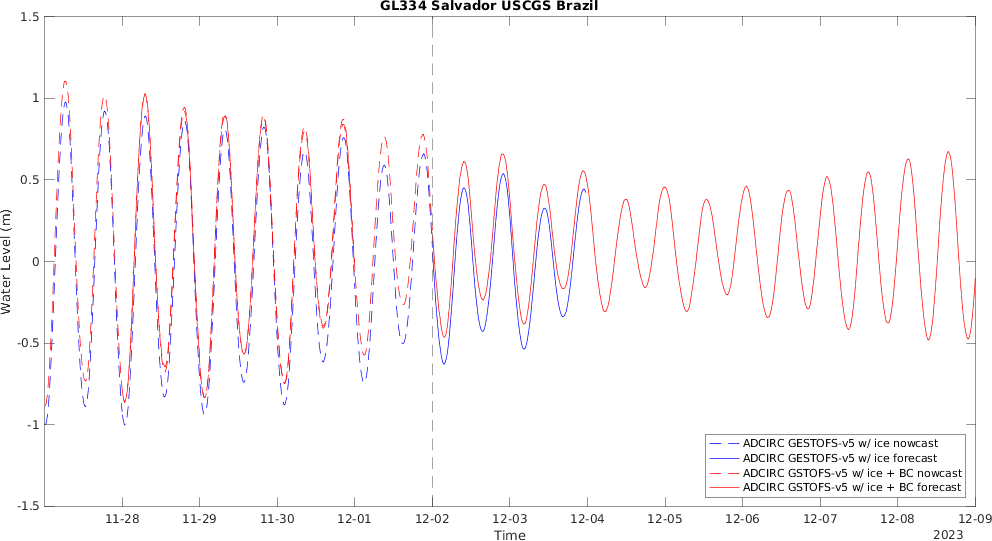 GL334 Salvador USCGS Brazil
1.5
1
0.5
0
-0.5
-1
-1.5
Water Level (m)
ADCIRC GESTOFS-v5 w/ ice nowcast
ADCIRC GESTOFS-v5 w/ ice forecast
ADCIRC GSTOFS-v5 w/ ice + BC nowcast
ADCIRC GSTOFS-v5 w/ ice + BC forecast
11-28 11-29 11-30 12-01 12-02 12-03 12-04 12-05 12-06 12-07 12-08 12-09
Time
2023